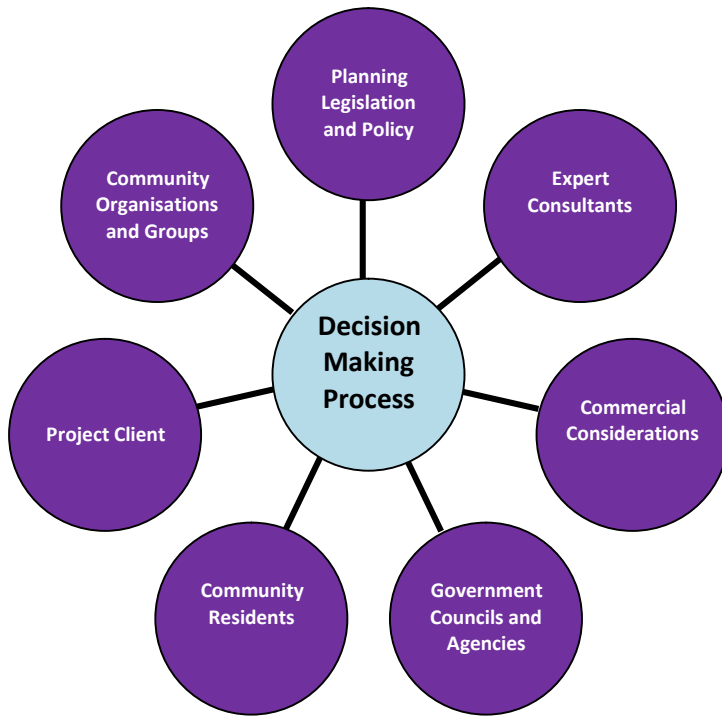 Planning
Legislation
and Policy
Expert
Consultants
Commercial
Considerations
Government
Councils and
Agencies
Community
Residents
Project Client
Community
Organisations
and Groups
Decision
Making
Process